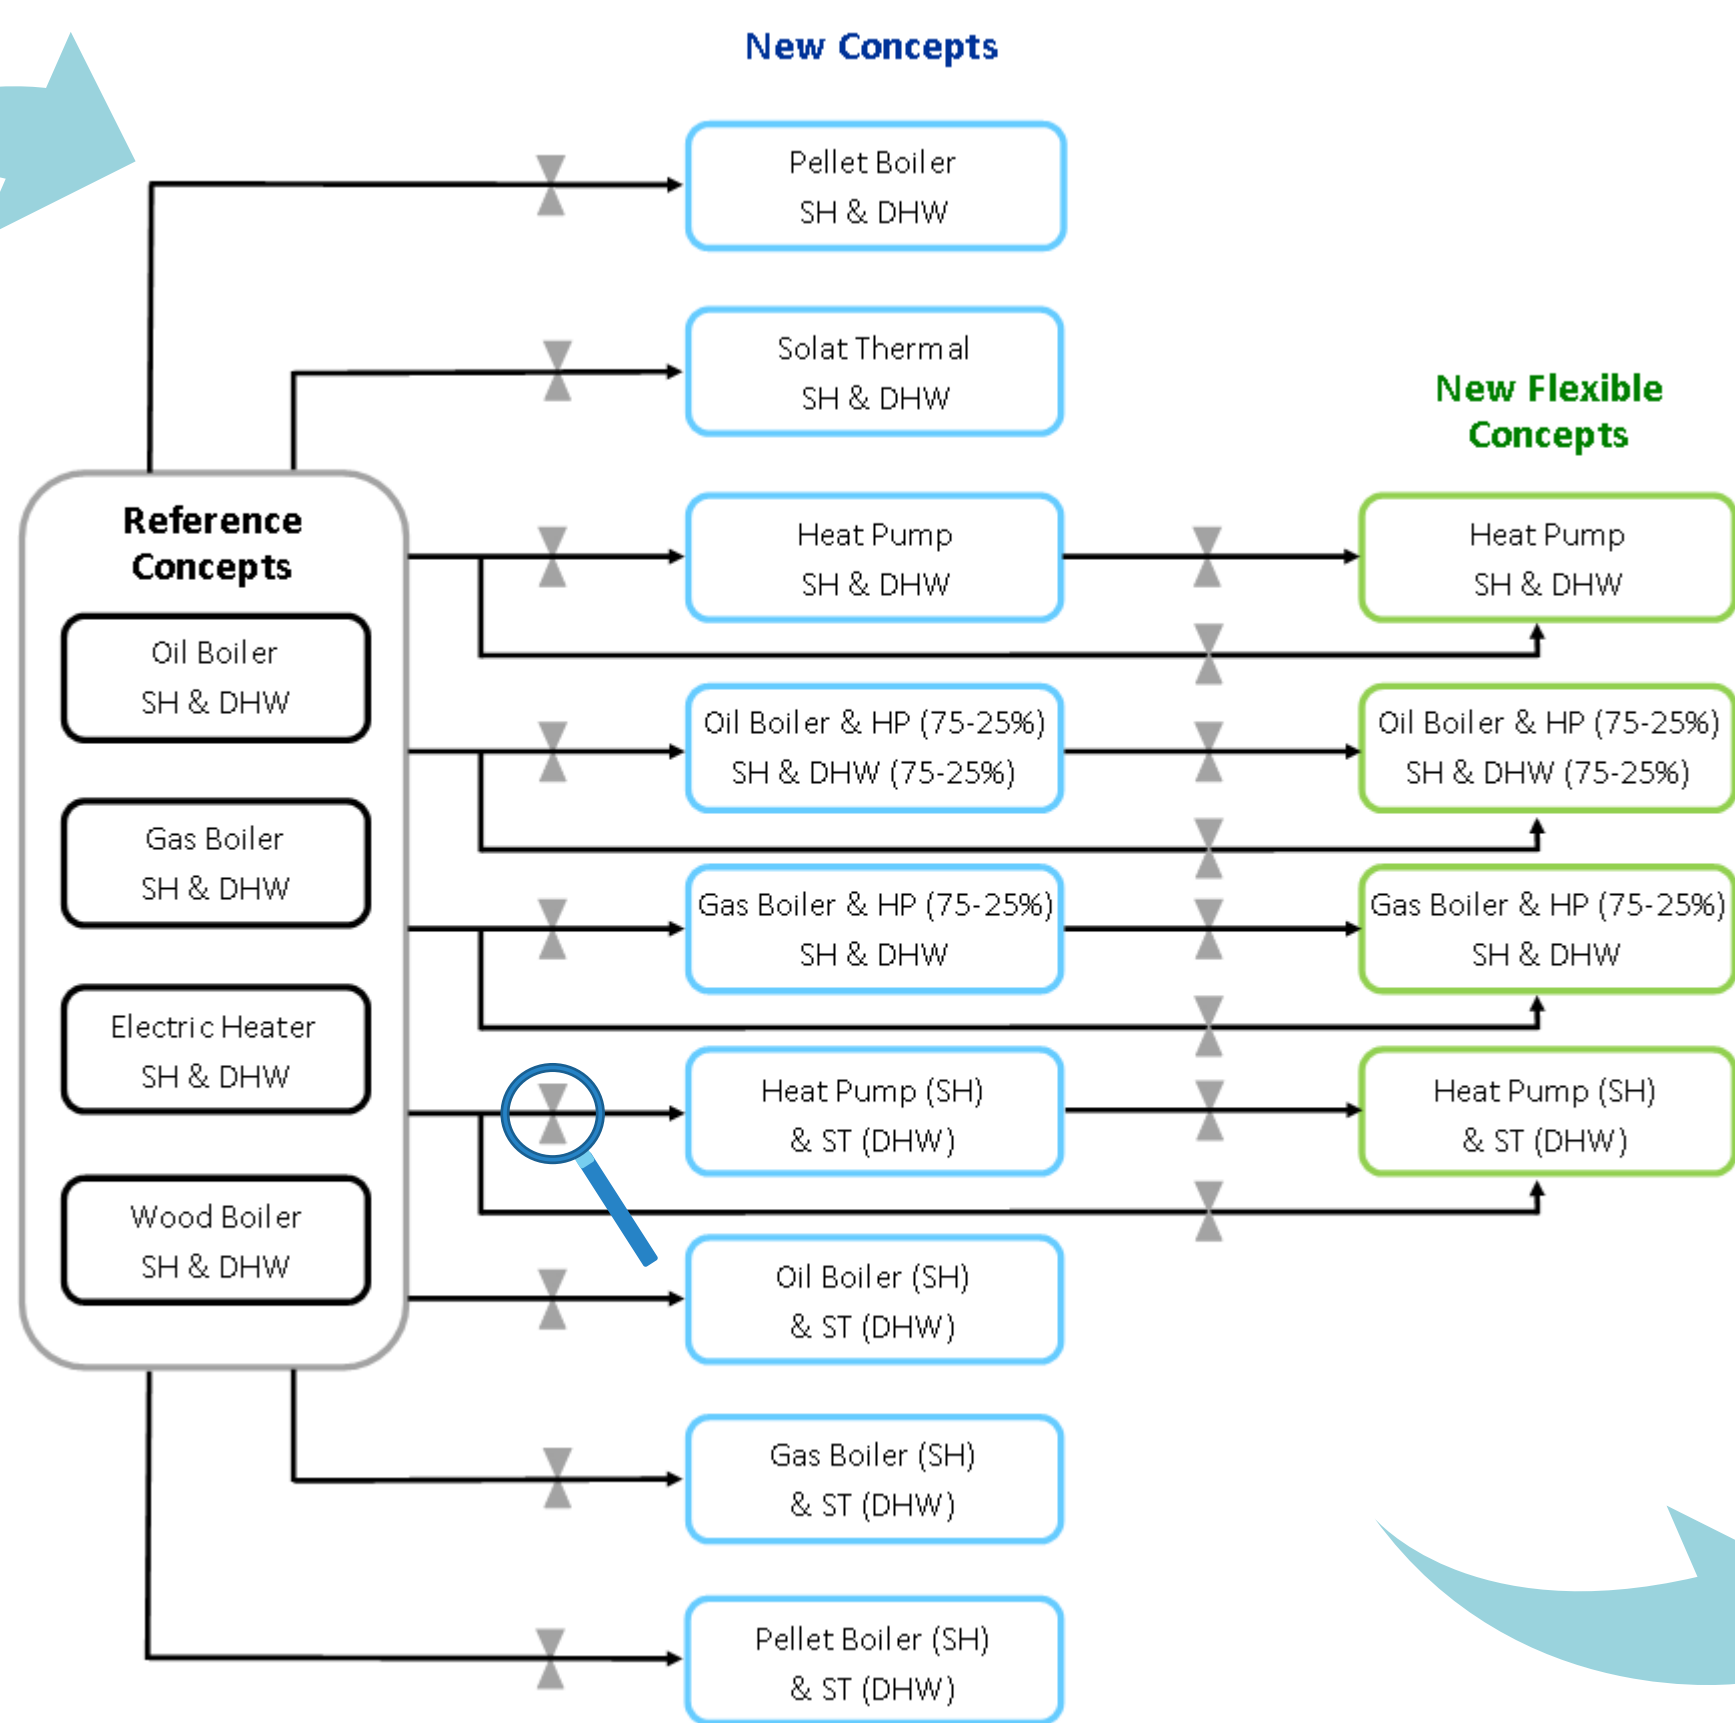 New Concepts
Pellet Boiler
SH & DHW
Solat Thermal
SH & DHW
New Flexible
Concepts
Reference
Concepts
Oil Boiler
SH & DHW
Gas Boiler
SH & DHW
Electric Heater
SH & DHW
Wood Boiler
SH & DHW
Heat Pump
SH & DHW
Heat Pump
SH & DHW
Oil Boiler & HP (75-25%)
SH & DHW (75-25%)
Oil Boiler & HP (75-25%)
SH & DHW (75-25%)
Gas Boiler & HP (75-25%)
SH & DHW
Gas Boiler & HP (75-25%)
SH & DHW
Heat Pump (SH)
& ST (DHW)
Heat Pump (SH)
& ST (DHW)
Oil Boiler (SH)
& ST (DHW)
Gas Boiler (SH)
& ST (DHW)
Pellet Boiler (SH)
& ST (DHW)